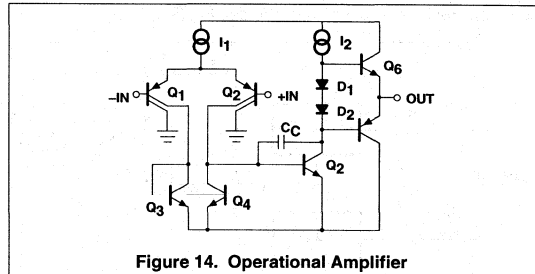 I1
I2
Q6
Q1
Q2
–IN
+IN
D1
D2
OUT
CC
Q2
Q3
Q4
Figure 14. Operational Amplifier